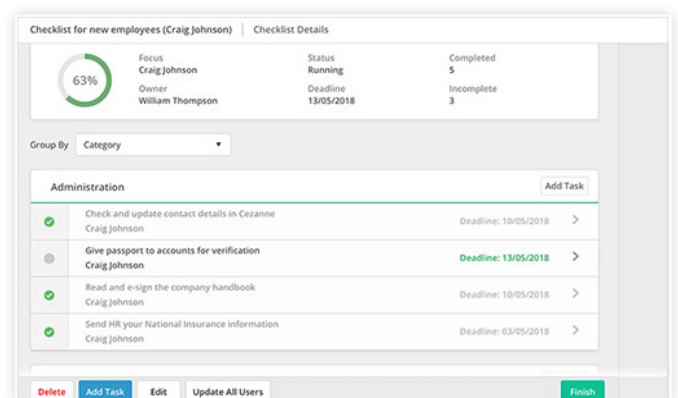 Checklist for new employees (Craig Johnson) Checklist Details
63%
Focus Status Completed
Craig Johnson Running 5
Owner Deadline Incomplete
William Thompson 13/05/2018 3
Group By Category
Administration Add Task
Check and update contact details in Cezanne
Craig Johnson
Deadline: 10/05/2018
Give passport to accounts for verification
Craig Johnson
Deadline: 13/05/2018
Read and e-sign the company handbook
Craig Johnson
Deadline: 10/05/2018
Send HR your National Insurance information
Craig Johnson
Deadline: 03/05/2018
Delete Add Task Edit Update All Users Finish